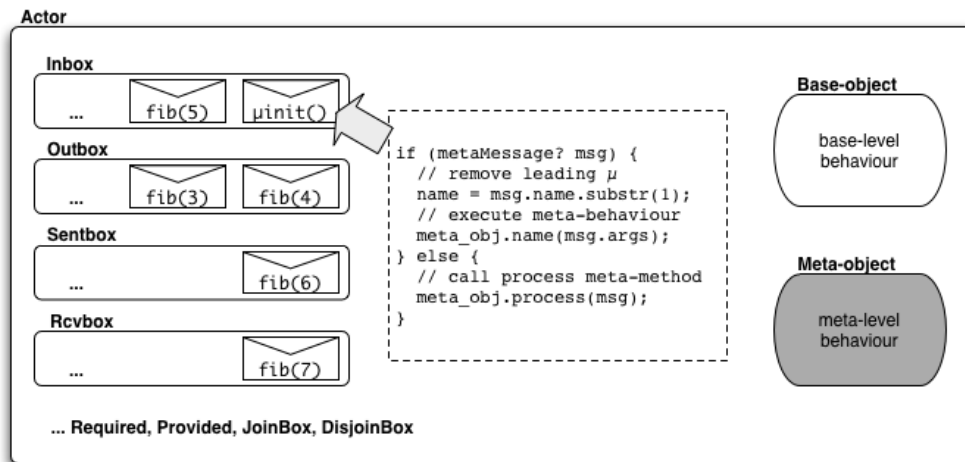 Actor
Inbox
... fib(5) µinit()
Outbox
... fib(3) fib(4)
Sentbox
... fib(6)
Rcvbox
... fib(7)
... Required, Provided, JoinBox, DisjoinBox
if (metaMessage? msg) {
// remove leading µ
name = msg.name.substr(1);
// execute meta-behaviour
meta_obj.name(msg.args);
} else {
// call process meta-method
meta_obj.process(msg);
}
Base-object
base-level
behaviour
Meta-object
meta-level
behaviour